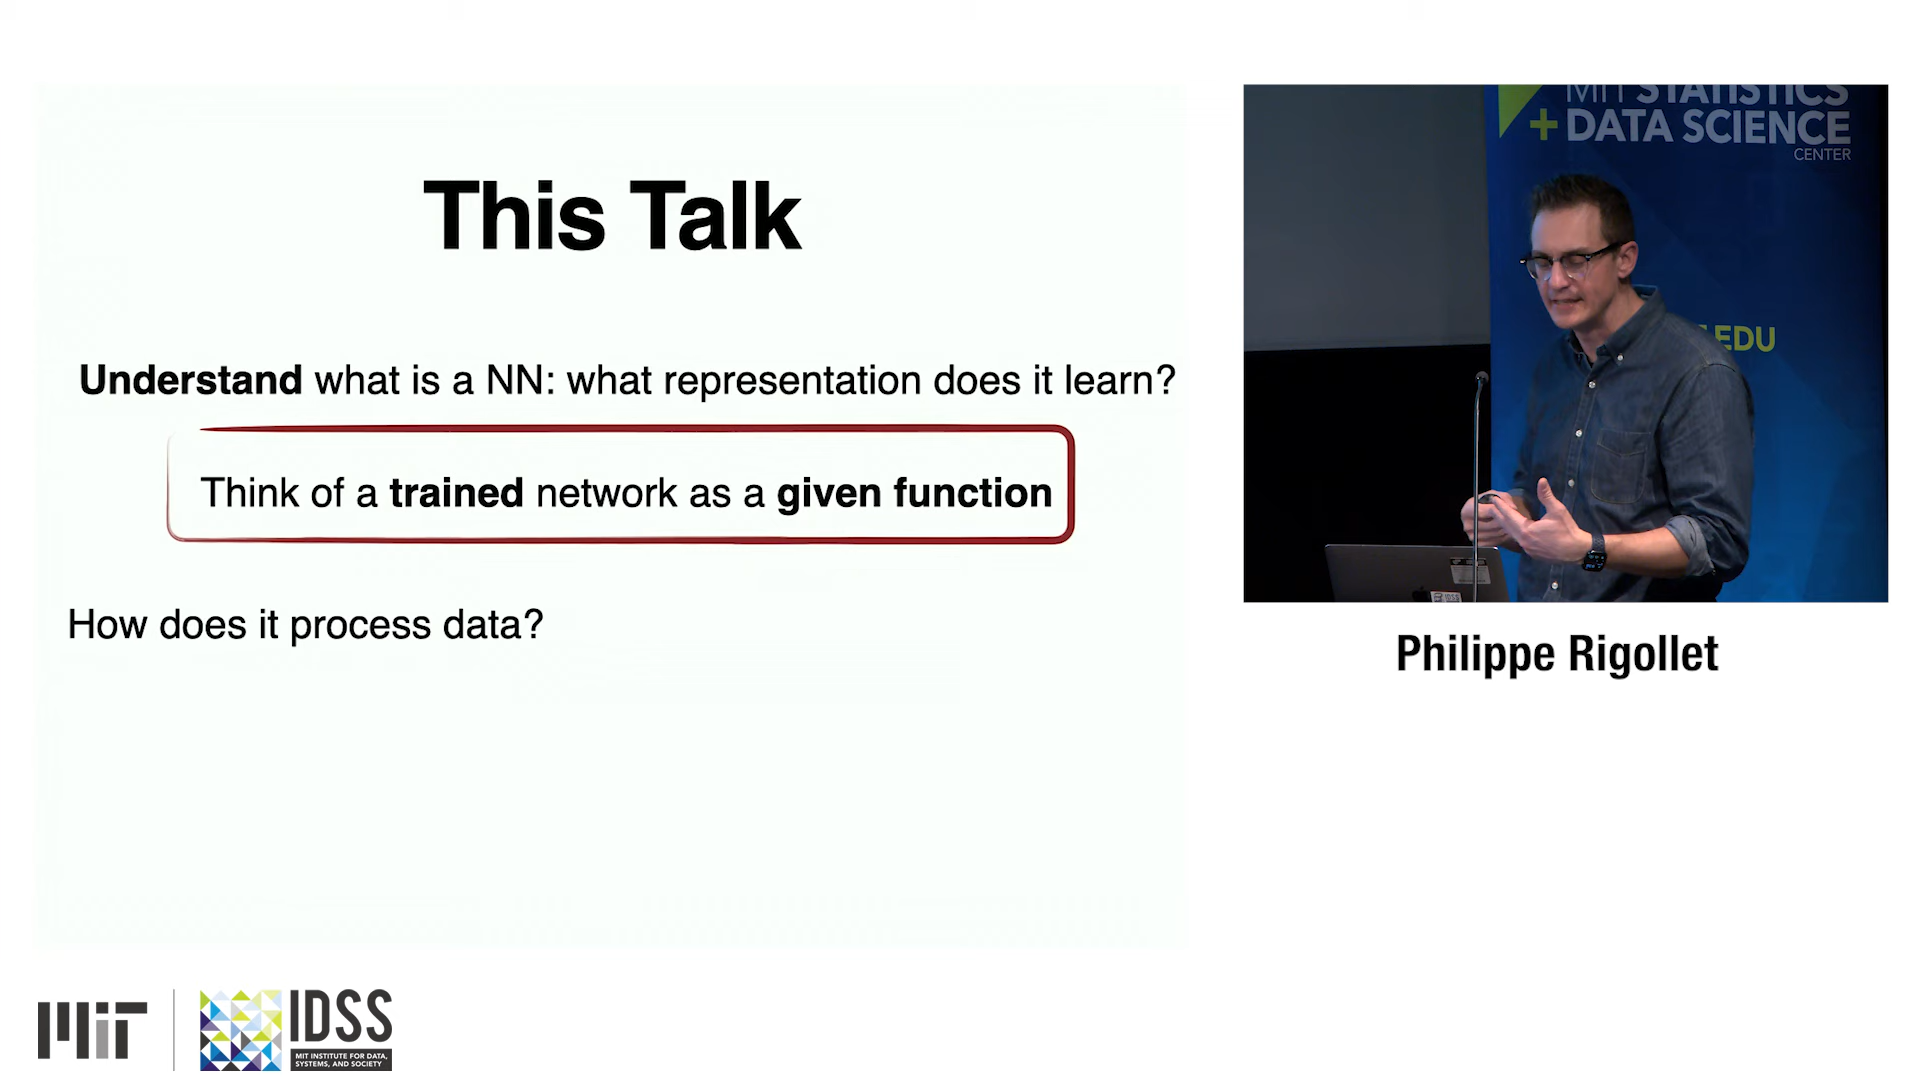 This Talk
Understand what is a NN: what representation does it learn?
Think of a trained network as a given function
How does it process data?
MIT STATISTICS
+ DATA SCIENCE
CENTER
.EDU
IDSS
Philippe Rigollet
MIT
IDSS
MIT INSTITUTE FOR DATA,
SYSTEMS, AND SOCIETY